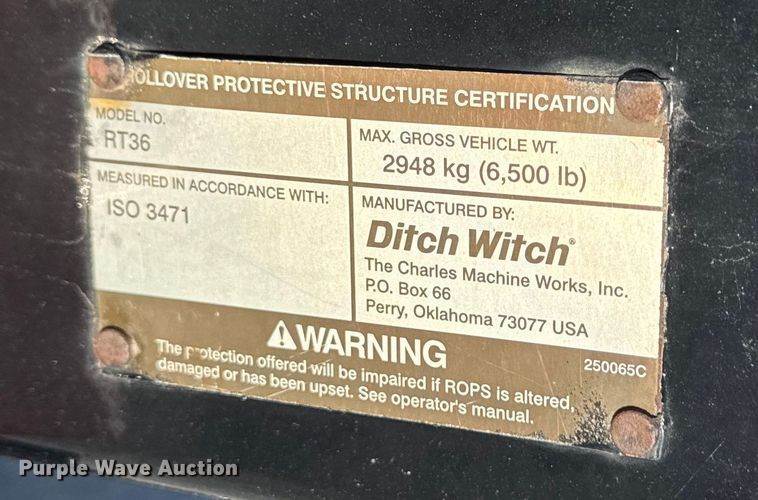 ROLLOVER PROTECTIVE STRUCTURE CERTIFICATION
MODEL NO.
RT36
MAX. GROSS VEHICLE WT.
2948 kg (6,500 lb)
MEASURED IN ACCORDANCE WITH:
ISO 3471
MANUFACTURED BY:
Ditch Witch®
The Charles Machine Works, Inc.
P.O. Box 66
Perry, Oklahoma 73077 USA
⚠WARNING
250065C
The protection offered will be impaired if ROPS is altered,
damaged or has been upset. See operator's manual.
Purple Wave Auction